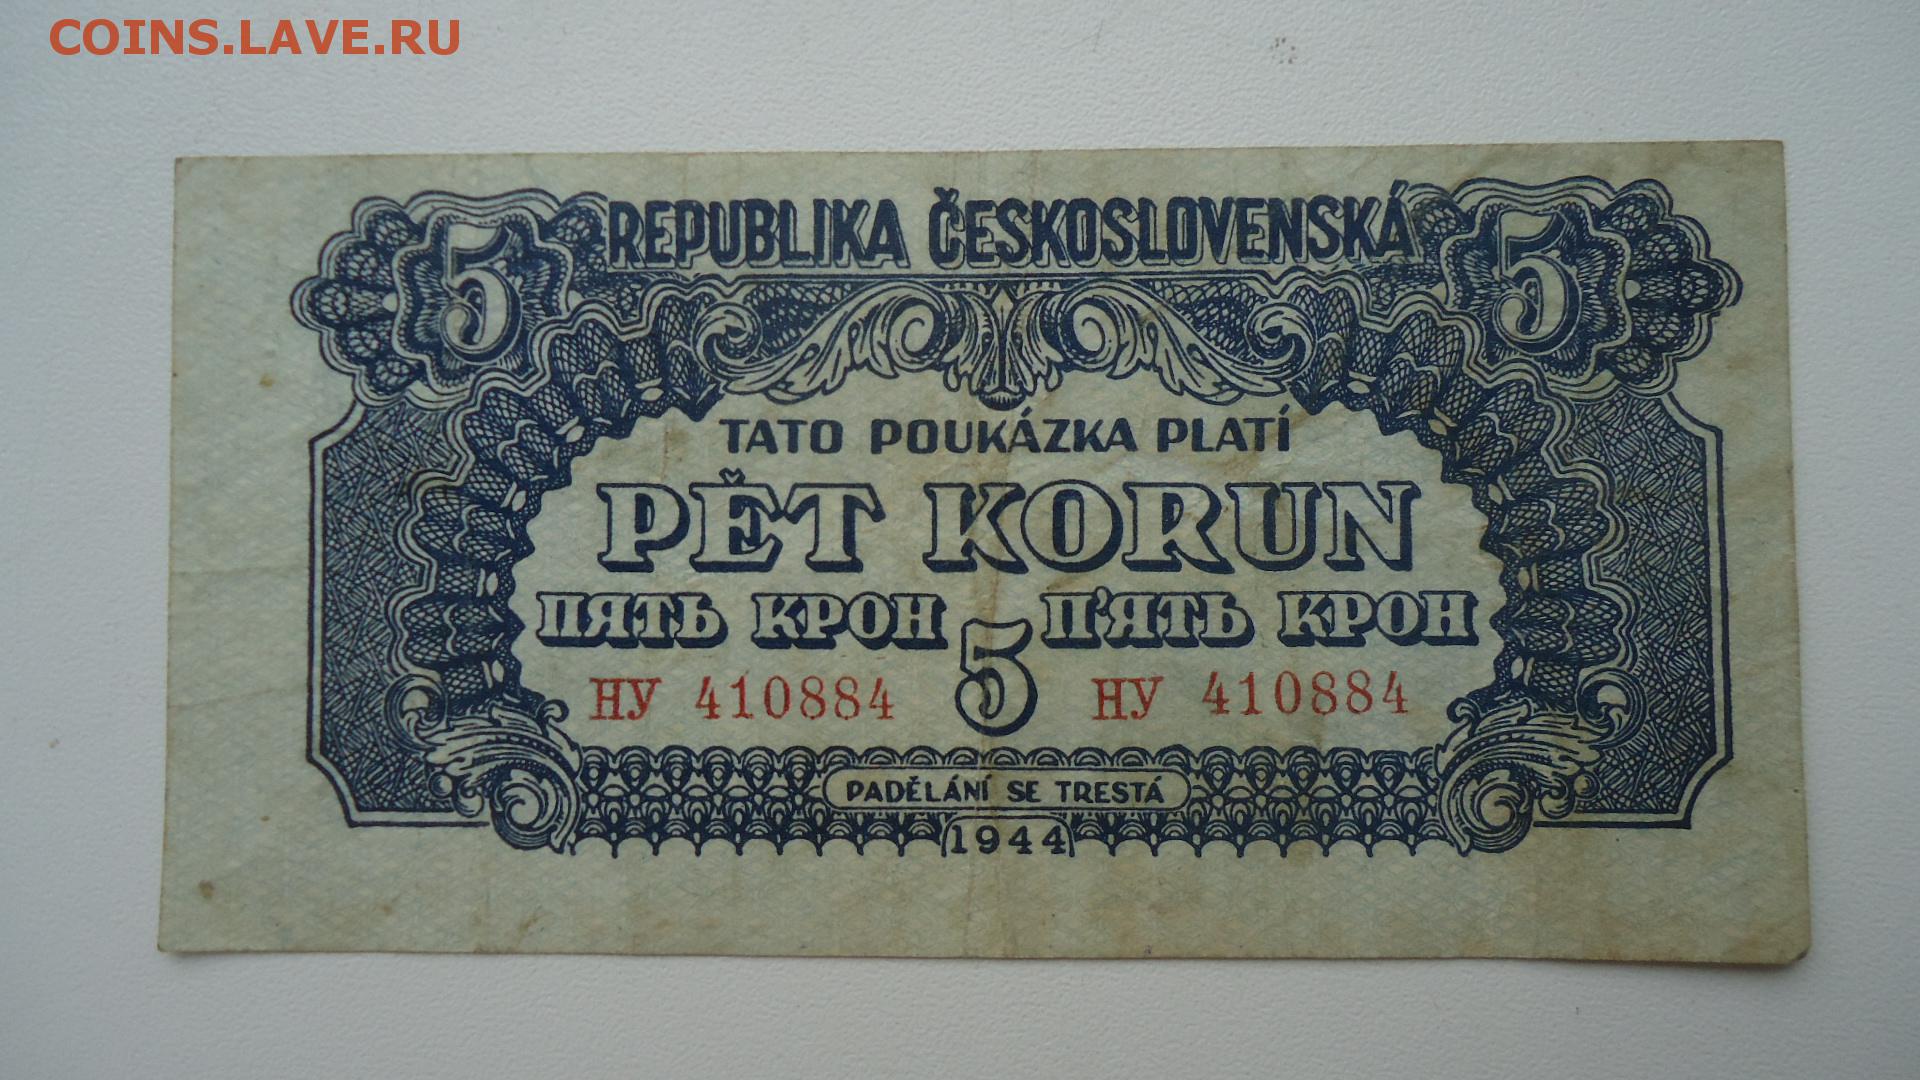 COINS.LAVE.RU
5 REPUBLIKA ČESKOSLOVENSKÁ 5
TATO POUKÁZKA PLATÍ
PĚT KORUN
ПЯТЬ КРОН П'ЯТЬ КРОН
НУ 410884 5 НУ 410884
PADĚLÁNÍ SE TRESTÁ
1944